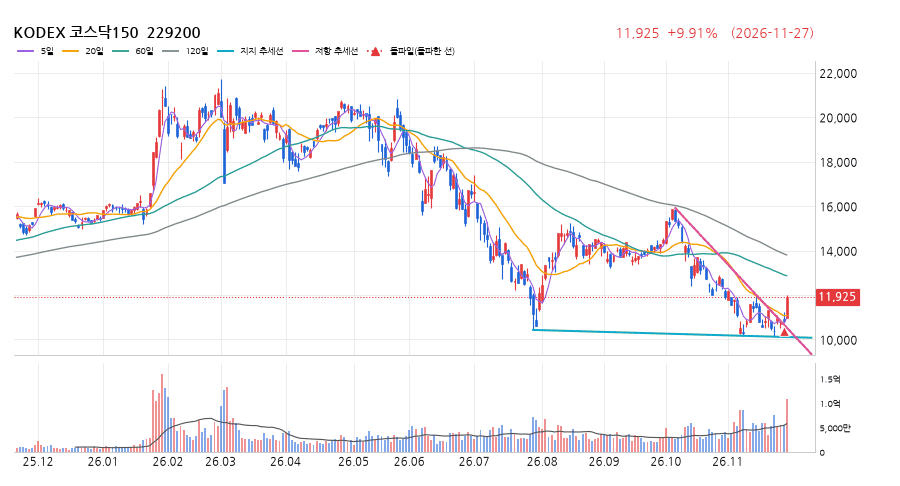 KODEX 코스닥150 229200
11,925 +9.91% (2026-11-27)
5일 20일 60일 120일 지지 추세선 저항 추세선 돌파일(돌파한 선)
22,000
20,000
18,000
16,000
14,000
11,925
10,000
1.5억
1.0억
5,000만
0
25.12 26.01 26.02 26.03 26.04 26.05 26.06 26.07 26.08 26.09 26.10 26.11